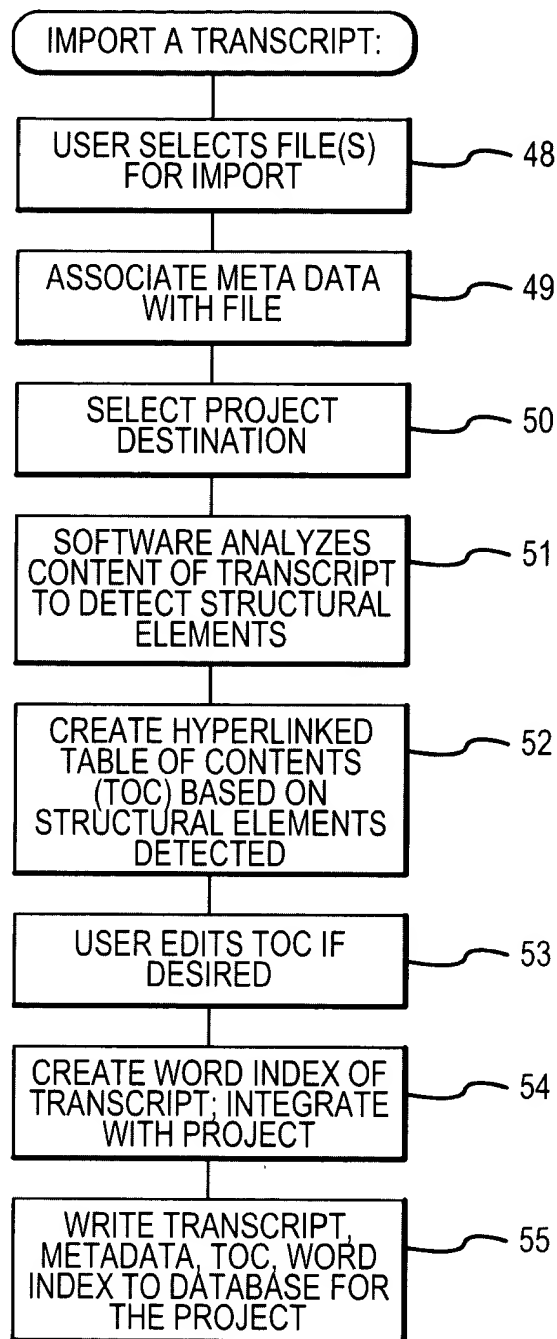 IMPORT A TRANSCRIPT:
USER SELECTS FILE(S)
FOR IMPORT
48
ASSOCIATE META DATA
WITH FILE
49
SELECT PROJECT
DESTINATION
50
SOFTWARE ANALYZES
CONTENT OF TRANSCRIPT
TO DETECT STRUCTURAL
ELEMENTS
51
CREATE HYPERLINKED
TABLE OF CONTENTS
(TOC) BASED ON
STRUCTURAL ELEMENTS
DETECTED
52
USER EDITS TOC IF
DESIRED
53
CREATE WORD INDEX OF
TRANSCRIPT; INTEGRATE
WITH PROJECT
54
WRITE TRANSCRIPT,
METADATA, TOC, WORD
INDEX TO DATABASE FOR
THE PROJECT
55